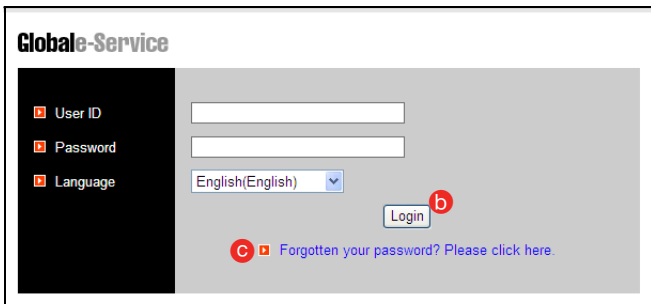 Globale-Service
User ID
Password
Language English(English)
Login b
c Forgotten your password? Please click here.